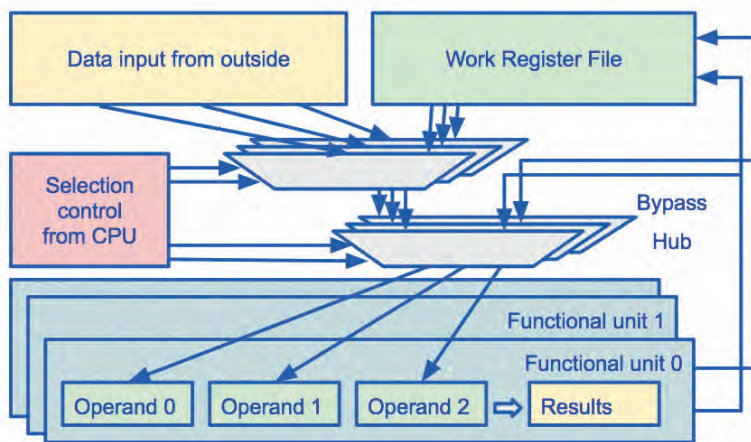 Data input from outside
Work Register File
Selection
control
from CPU
Bypass
Hub
Functional unit 1
Functional unit 0
Operand 0
Operand 1
Operand 2
Results